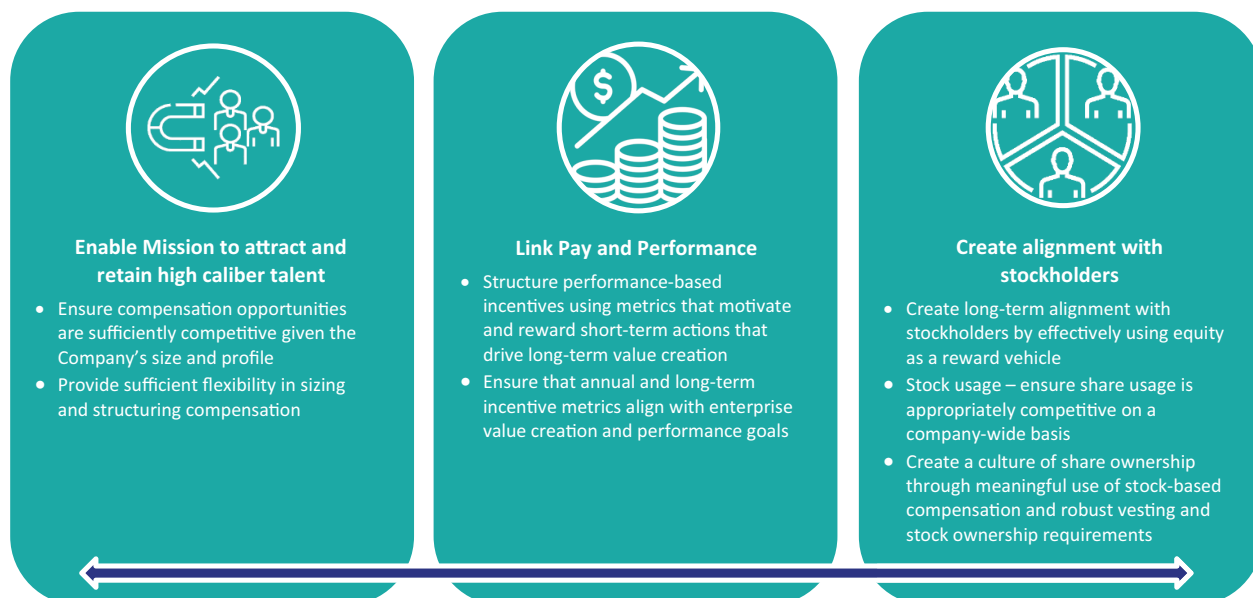 $
Enable Mission to attract and
retain high caliber talent
• Ensure compensation opportunities
are sufficiently competitive given the
Company’s size and profile
• Provide sufficient flexibility in sizing
and structuring compensation
Link Pay and Performance
• Structure performance-based
incentives using metrics that motivate
and reward short-term actions that
drive long-term value creation
• Ensure that annual and long-term
incentive metrics align with enterprise
value creation and performance goals
Create alignment with
stockholders
• Create long-term alignment with
stockholders by effectively using equity
as a reward vehicle
• Stock usage – ensure share usage is
appropriately competitive on a
company-wide basis
• Create a culture of share ownership
through meaningful use of stock-based
compensation and robust vesting and
stock ownership requirements